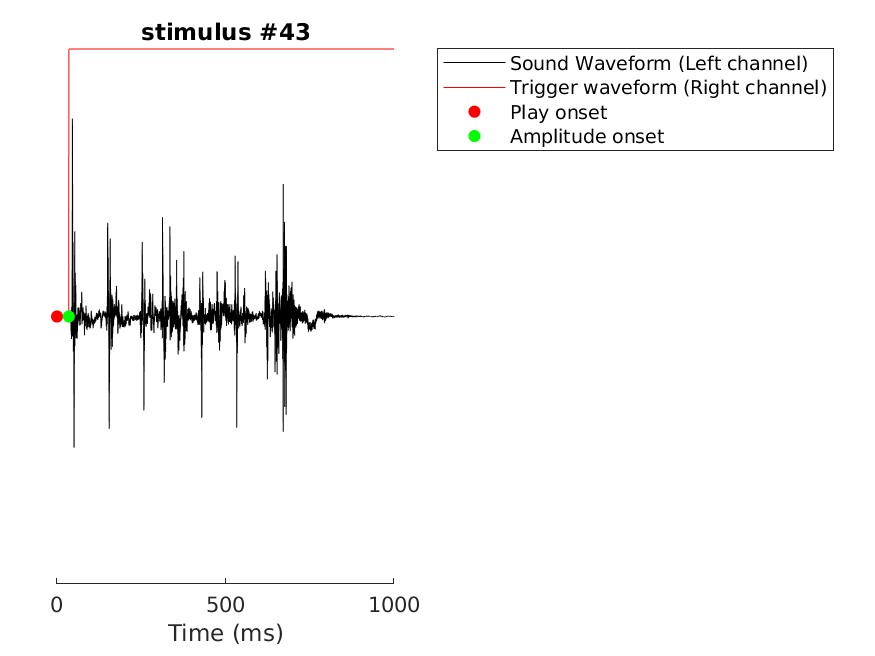 stimulus #43
Sound Waveform (Left channel)
Trigger waveform (Right channel)
Play onset
Amplitude onset
0 500 1000
Time (ms)